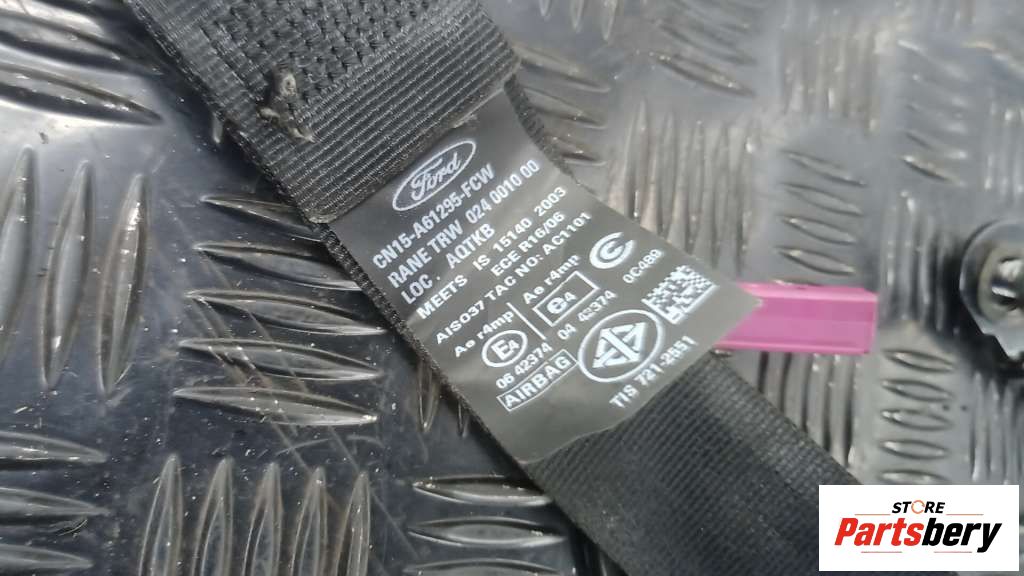 Ford
CN15-A61295-FCW
RANE TRW 024 0010 00
LOC - AQTKB
MEETS IS 15140 2003
ECE R16/06
AIS037 TAC NO: AC1101
Ae r4mp Ae r4mp
E4 e4 0C489
06 42374 04 42374
AIRBAG
TIS 721-2551
STORE
Partsbery